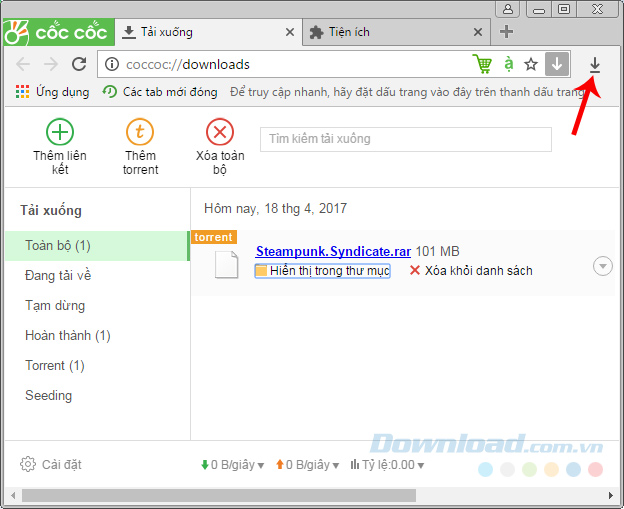 cốc cốc
Tải xuống
Tiện ích
coccoc://downloads
à
Ứng dụng
Các tab mới đóng
Để truy cập nhanh, hãy đặt dấu trang vào đây trên thanh dấu trang
Thêm liên
kết
t
Thêm
torrent
Xóa toàn
bộ
Tìm kiếm tải xuống
Tải xuống
Toàn bộ (1)
Đang tải về
Tạm dừng
Hoàn thành (1)
Torrent (1)
Seeding
Hôm nay, 18 thg 4, 2017
torrent
Steampunk.Syndicate.rar 101 MB
Hiển thị trong thư mục
Xóa khỏi danh sách
Cài đặt
0 B/giây
0 B/giây
Tỷ lệ:0.00
Download.com.vn